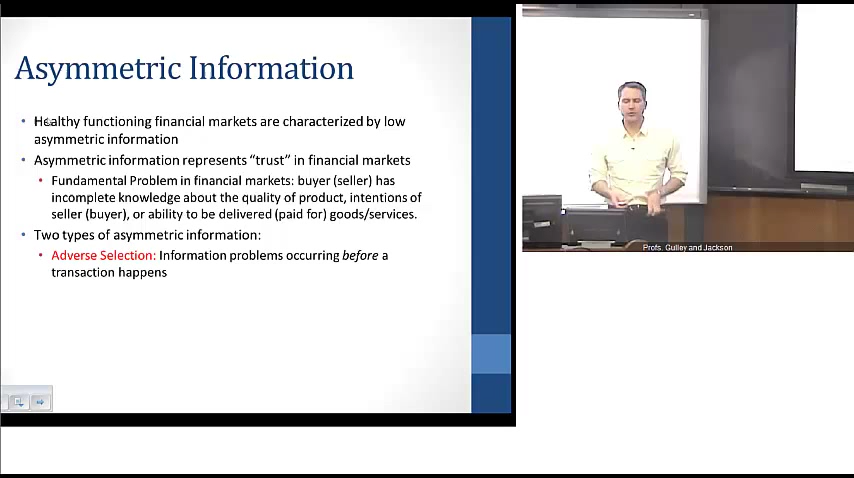 Asymmetric Information
• Healthy functioning financial markets are characterized by low
asymmetric information
• Asymmetric information represents “trust” in financial markets
• Fundamental Problem in financial markets: buyer (seller) has
incomplete knowledge about the quality of product, intentions of
seller (buyer), or ability to be delivered (paid for) goods/services.
• Two types of asymmetric information:
• Adverse Selection: Information problems occurring before a
transaction happens
Profs. Gulley and Jackson